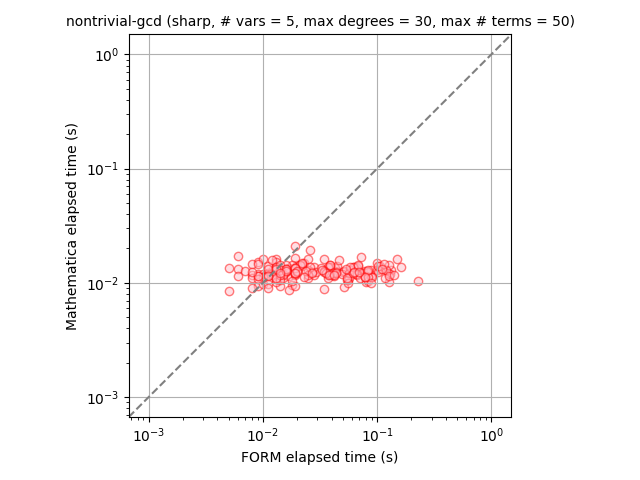 nontrivial-gcd (sharp, # vars = 5, max degrees = 30, max # terms = 50)
Mathematica elapsed time (s)
10⁰
10⁻¹
10⁻²
10⁻³
10⁻³
10⁻²
10⁻¹
10⁰
FORM elapsed time (s)